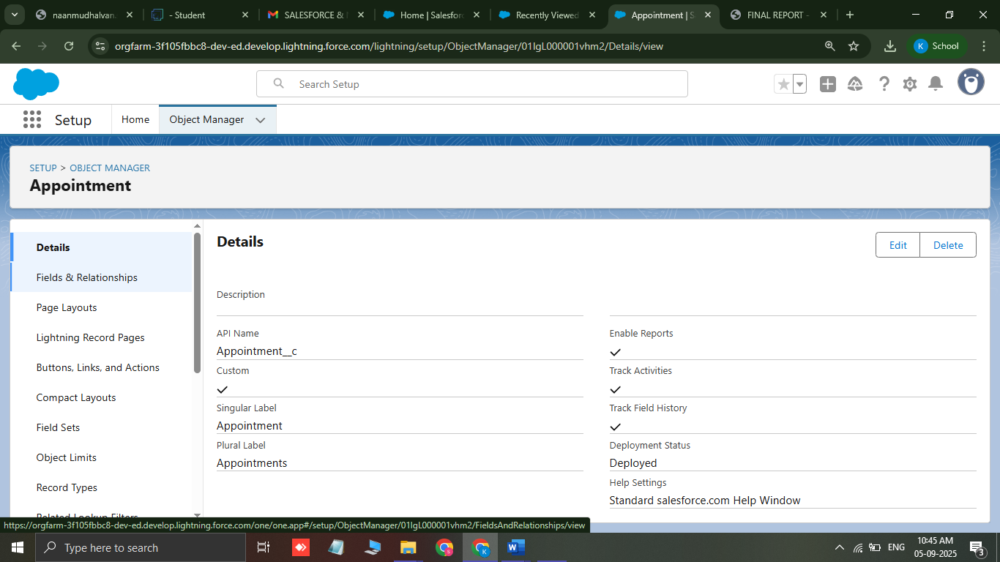 naanmudhalvan.
- Student
SALESFORCE &
Home | Salesforc
Recently Viewed
Appointment | S
FINAL REPORT -
orgfarm-3f105fbbc8-dev-ed.develop.lightning.force.com/lightning/setup/ObjectManager/01IgL000001vhm2/Details/view
K School
Search Setup
Setup
Home
Object Manager
SETUP > OBJECT MANAGER
Appointment
Details
Fields & Relationships
Page Layouts
Lightning Record Pages
Buttons, Links, and Actions
Compact Layouts
Field Sets
Object Limits
Record Types
Related Lookup Filters
Details
Edit
Delete
Description
API Name
Appointment__c
Custom
Singular Label
Appointment
Plural Label
Appointments
Enable Reports
Track Activities
Track Field History
Deployment Status
Deployed
Help Settings
Standard salesforce.com Help Window
https://orgfarm-3f105fbbc8-dev-ed.develop.lightning.force.com/one/one.app#/setup/ObjectManager/01IgL000001vhm2/FieldsAndRelationships/view
Type here to search
ENG
10:45 AM
05-09-2025
3